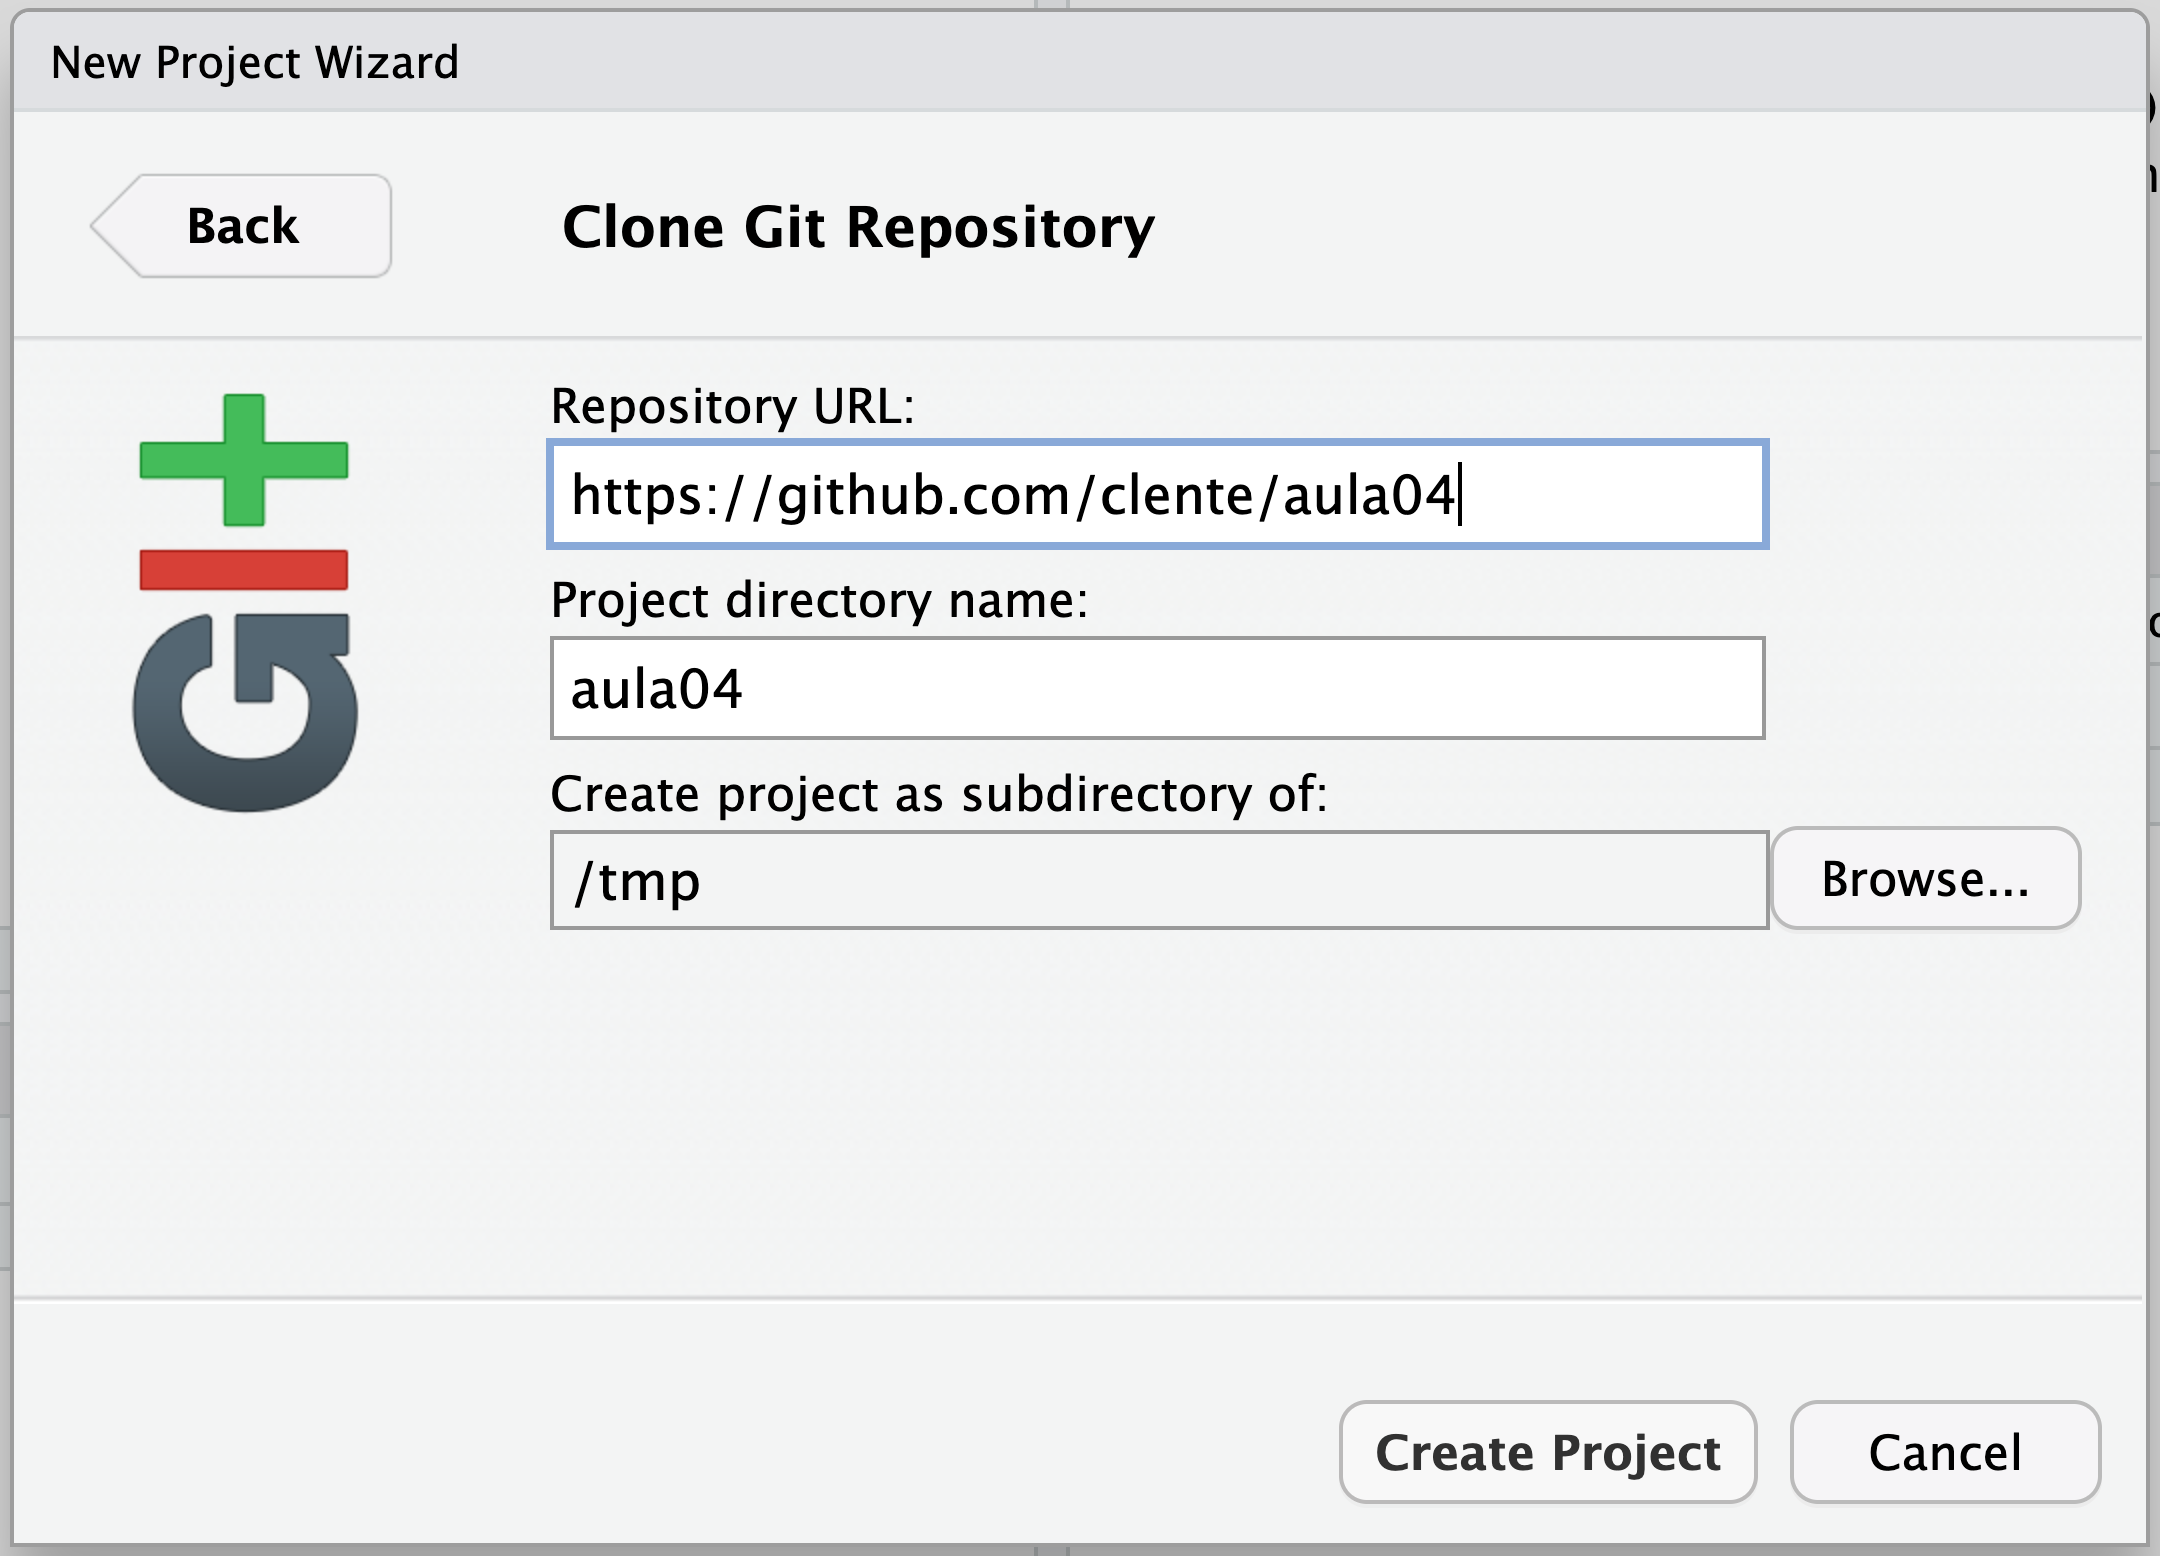 New Project Wizard
Back
Clone Git Repository
GIT
Repository URL:
https://github.com/clente/aula04
Project directory name:
aula04
Create project as subdirectory of:
/tmp
Browse...
Create Project
Cancel